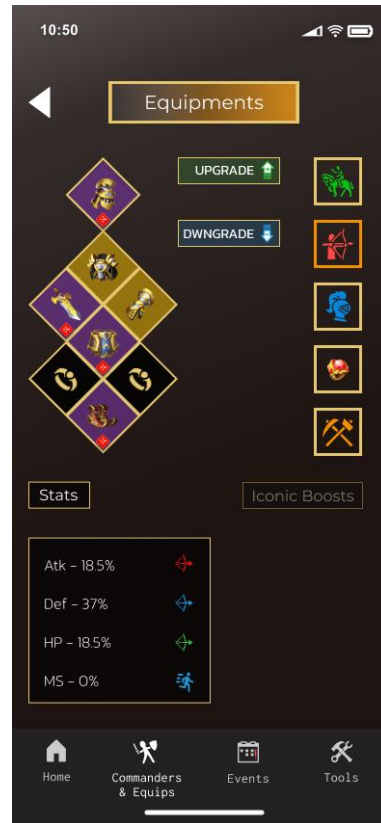 10:50
Equipments
UPGRADE
DWNGRADE
Stats
Iconic Boosts
Atk – 18.5%
Def – 37%
HP – 18.5%
MS – 0%
Home
Commanders
& Equips
Events
Tools